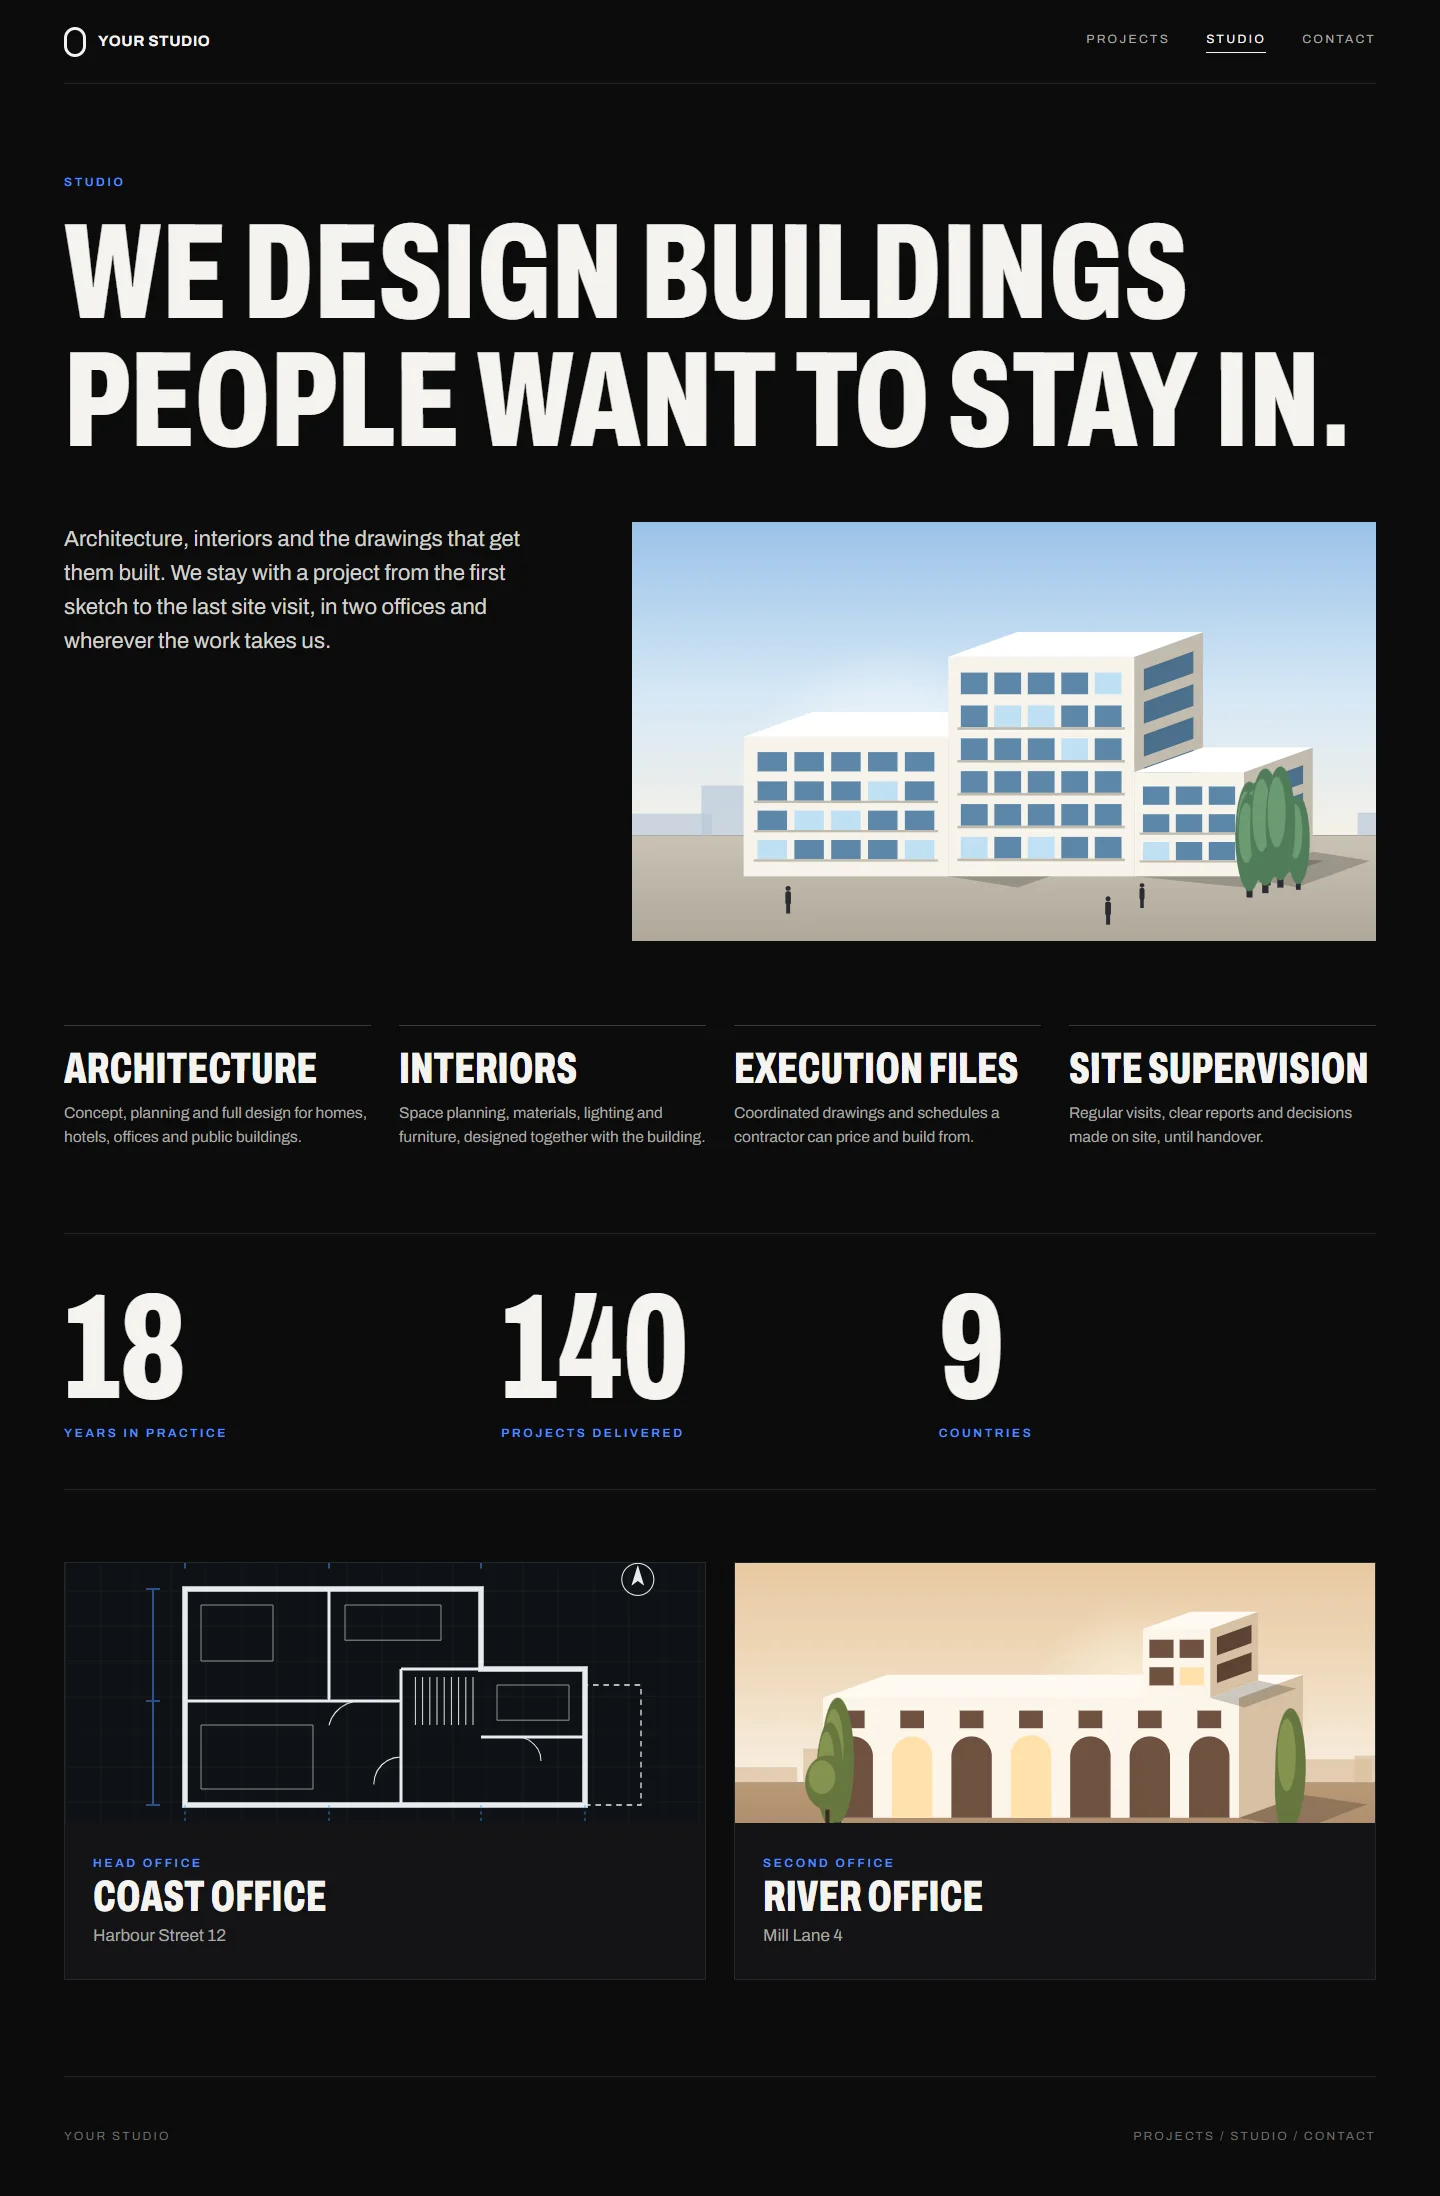 YOUR STUDIO
PROJECTS STUDIO CONTACT
STUDIO
WE DESIGN BUILDINGS
PEOPLE WANT TO STAY IN.
Architecture, interiors and the drawings that get
them built. We stay with a project from the first
sketch to the last site visit, in two offices and
wherever the work takes us.
ARCHITECTURE
Concept, planning and full design for homes,
hotels, offices and public buildings.
INTERIORS
Space planning, materials, lighting and
furniture, designed together with the building.
EXECUTION FILES
Coordinated drawings and schedules a
contractor can price and build from.
SITE SUPERVISION
Regular visits, clear reports and decisions
made on site, until handover.
18
YEARS IN PRACTICE
140
PROJECTS DELIVERED
9
COUNTRIES
HEAD OFFICE
COAST OFFICE
Harbour Street 12
SECOND OFFICE
RIVER OFFICE
Mill Lane 4
YOUR STUDIO
PROJECTS / STUDIO / CONTACT